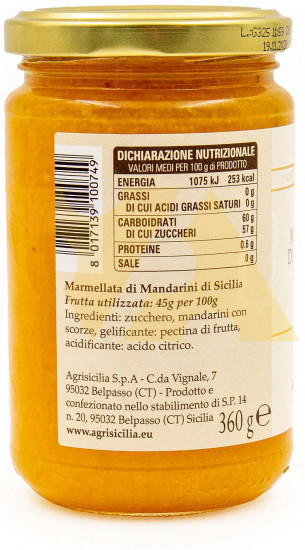 L.:G325 11:59
DICHIARAZIONE NUTRIZIONALE
VALORI MEDI PER 100 g di PRODOTTO
ENERGIA 1075 kJ 253 kcal
GRASSI 0 g
DI CUI ACIDI GRASSI SATURI 0 g
CARBOIDRATI 60 g
DI CUI ZUCCHERI 57 g
PROTEINE 0.6 g
SALE 0 g
8 017139 100749
Marmellata di Mandarini di Sicilia
Frutta utilizzata: 45g per 100g
Ingredienti: zucchero, mandarini con
scorze, gelificante: pectina di frutta,
acidificante: acido citrico.
Agrisicilia S.p.A - C.da Vignale, 7
95032 Belpasso (CT) - Prodotto e
confezionato nello stabilimento di S.P. 14
n. 20, 95032 Belpasso (CT) Sicilia
www.agrisicilia.eu
360 g e